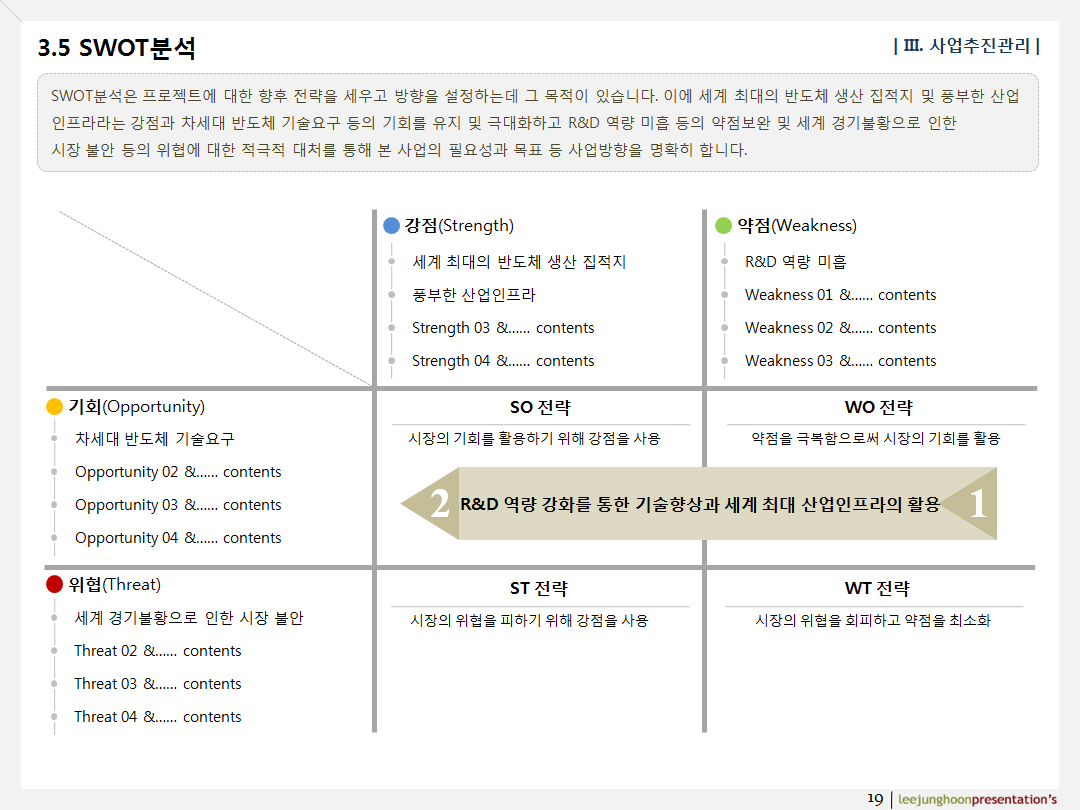 3.5 SWOT분석
| Ⅲ. 사업추진관리 |
SWOT분석은 프로젝트에 대한 향후 전략을 세우고 방향을 설정하는데 그 목적이 있습니다. 이에 세계 최대의 반도체 생산 집적지 및 풍부한 산업
인프라라는 강점과 차세대 반도체 기술요구 등의 기회를 유지 및 극대화하고 R&D 역량 미흡 등의 약점보완 및 세계 경기불황으로 인한
시장 불안 등의 위협에 대한 적극적 대처를 통해 본 사업의 필요성과 목표 등 사업방향을 명확히 합니다.
강점(Strength)
세계 최대의 반도체 생산 집적지
풍부한 산업인프라
Strength 03 &...... contents
Strength 04 &...... contents
약점(Weakness)
R&D 역량 미흡
Weakness 01 &...... contents
Weakness 02 &...... contents
Weakness 03 &...... contents
기회(Opportunity)
차세대 반도체 기술요구
Opportunity 02 &...... contents
Opportunity 03 &...... contents
Opportunity 04 &...... contents
SO 전략
시장의 기회를 활용하기 위해 강점을 사용
WO 전략
약점을 극복함으로써 시장의 기회를 활용
2 R&D 역량 강화를 통한 기술향상과 세계 최대 산업인프라의 활용 1
위협(Threat)
세계 경기불황으로 인한 시장 불안
Threat 02 &...... contents
Threat 03 &...... contents
Threat 04 &...... contents
ST 전략
시장의 위협을 피하기 위해 강점을 사용
WT 전략
시장의 위협을 회피하고 약점을 최소화
19 | leejunghoonpresentation's